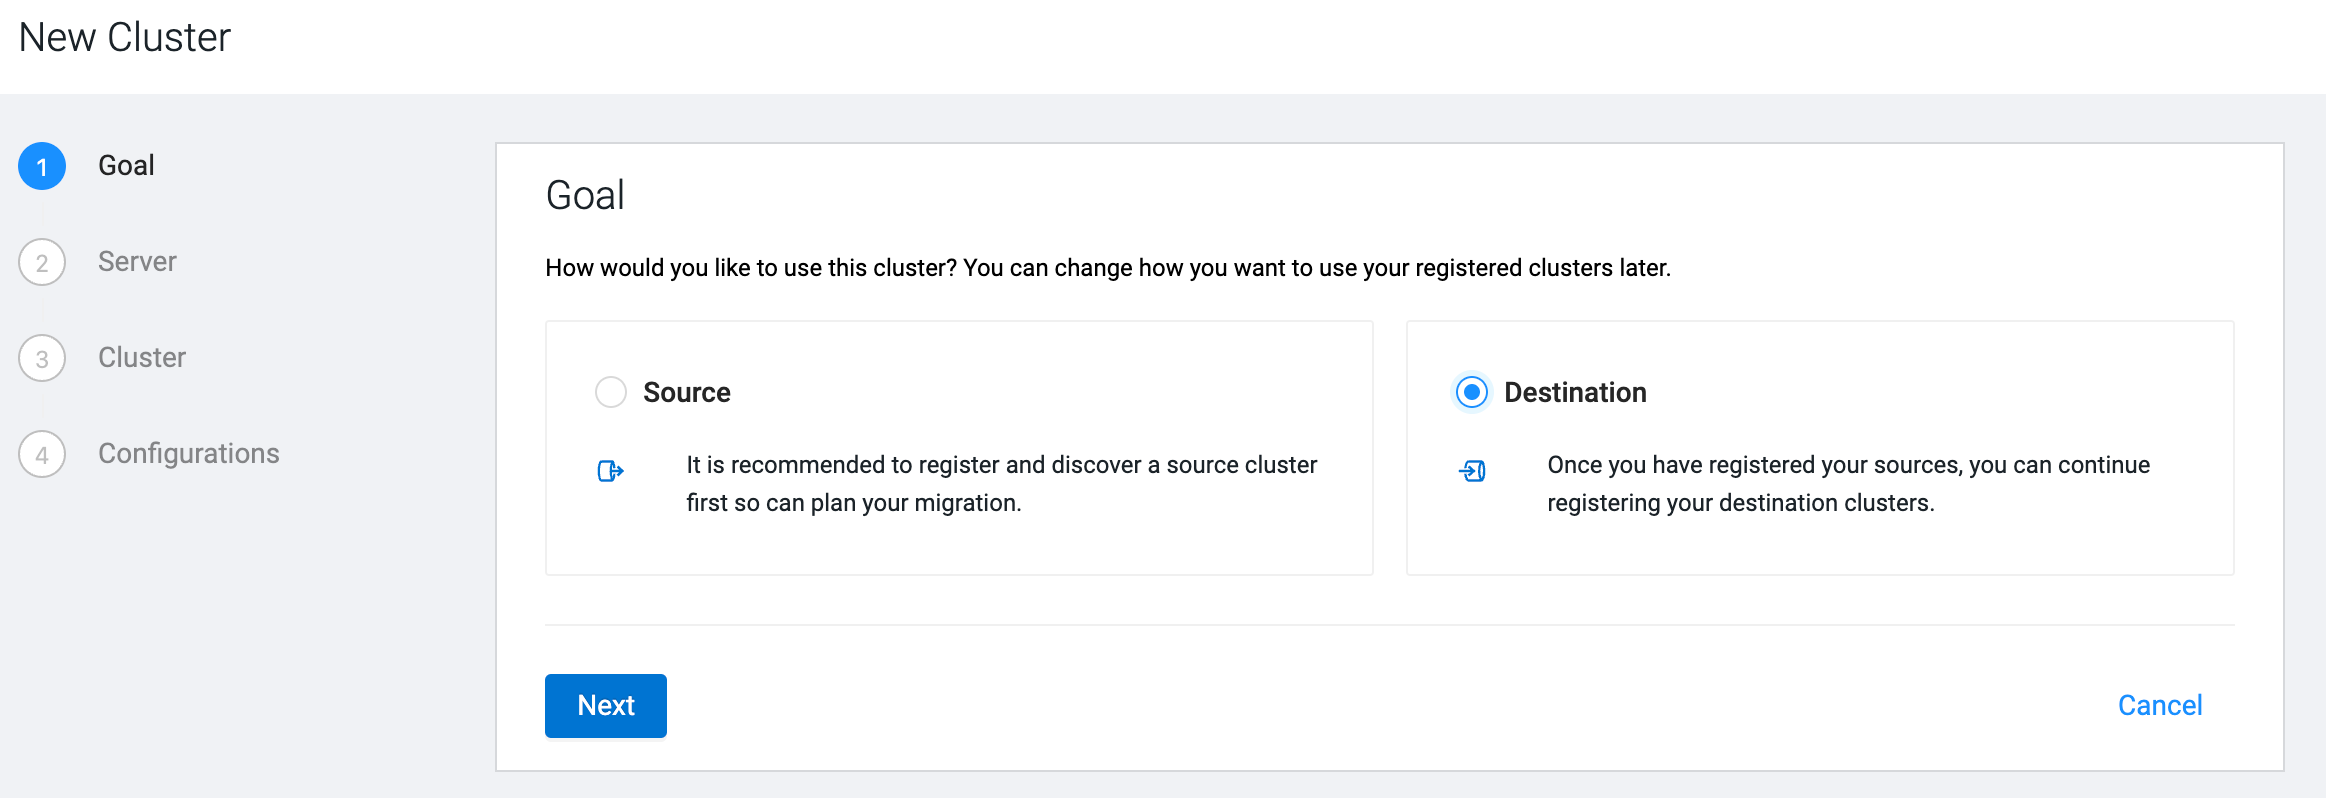 New Cluster
1 Goal
2 Server
3 Cluster
4 Configurations
Goal
How would you like to use this cluster? You can change how you want to use your registered clusters later.
Source
It is recommended to register and discover a source cluster
first so can plan your migration.
Destination
Once you have registered your sources, you can continue
registering your destination clusters.
Next
Cancel